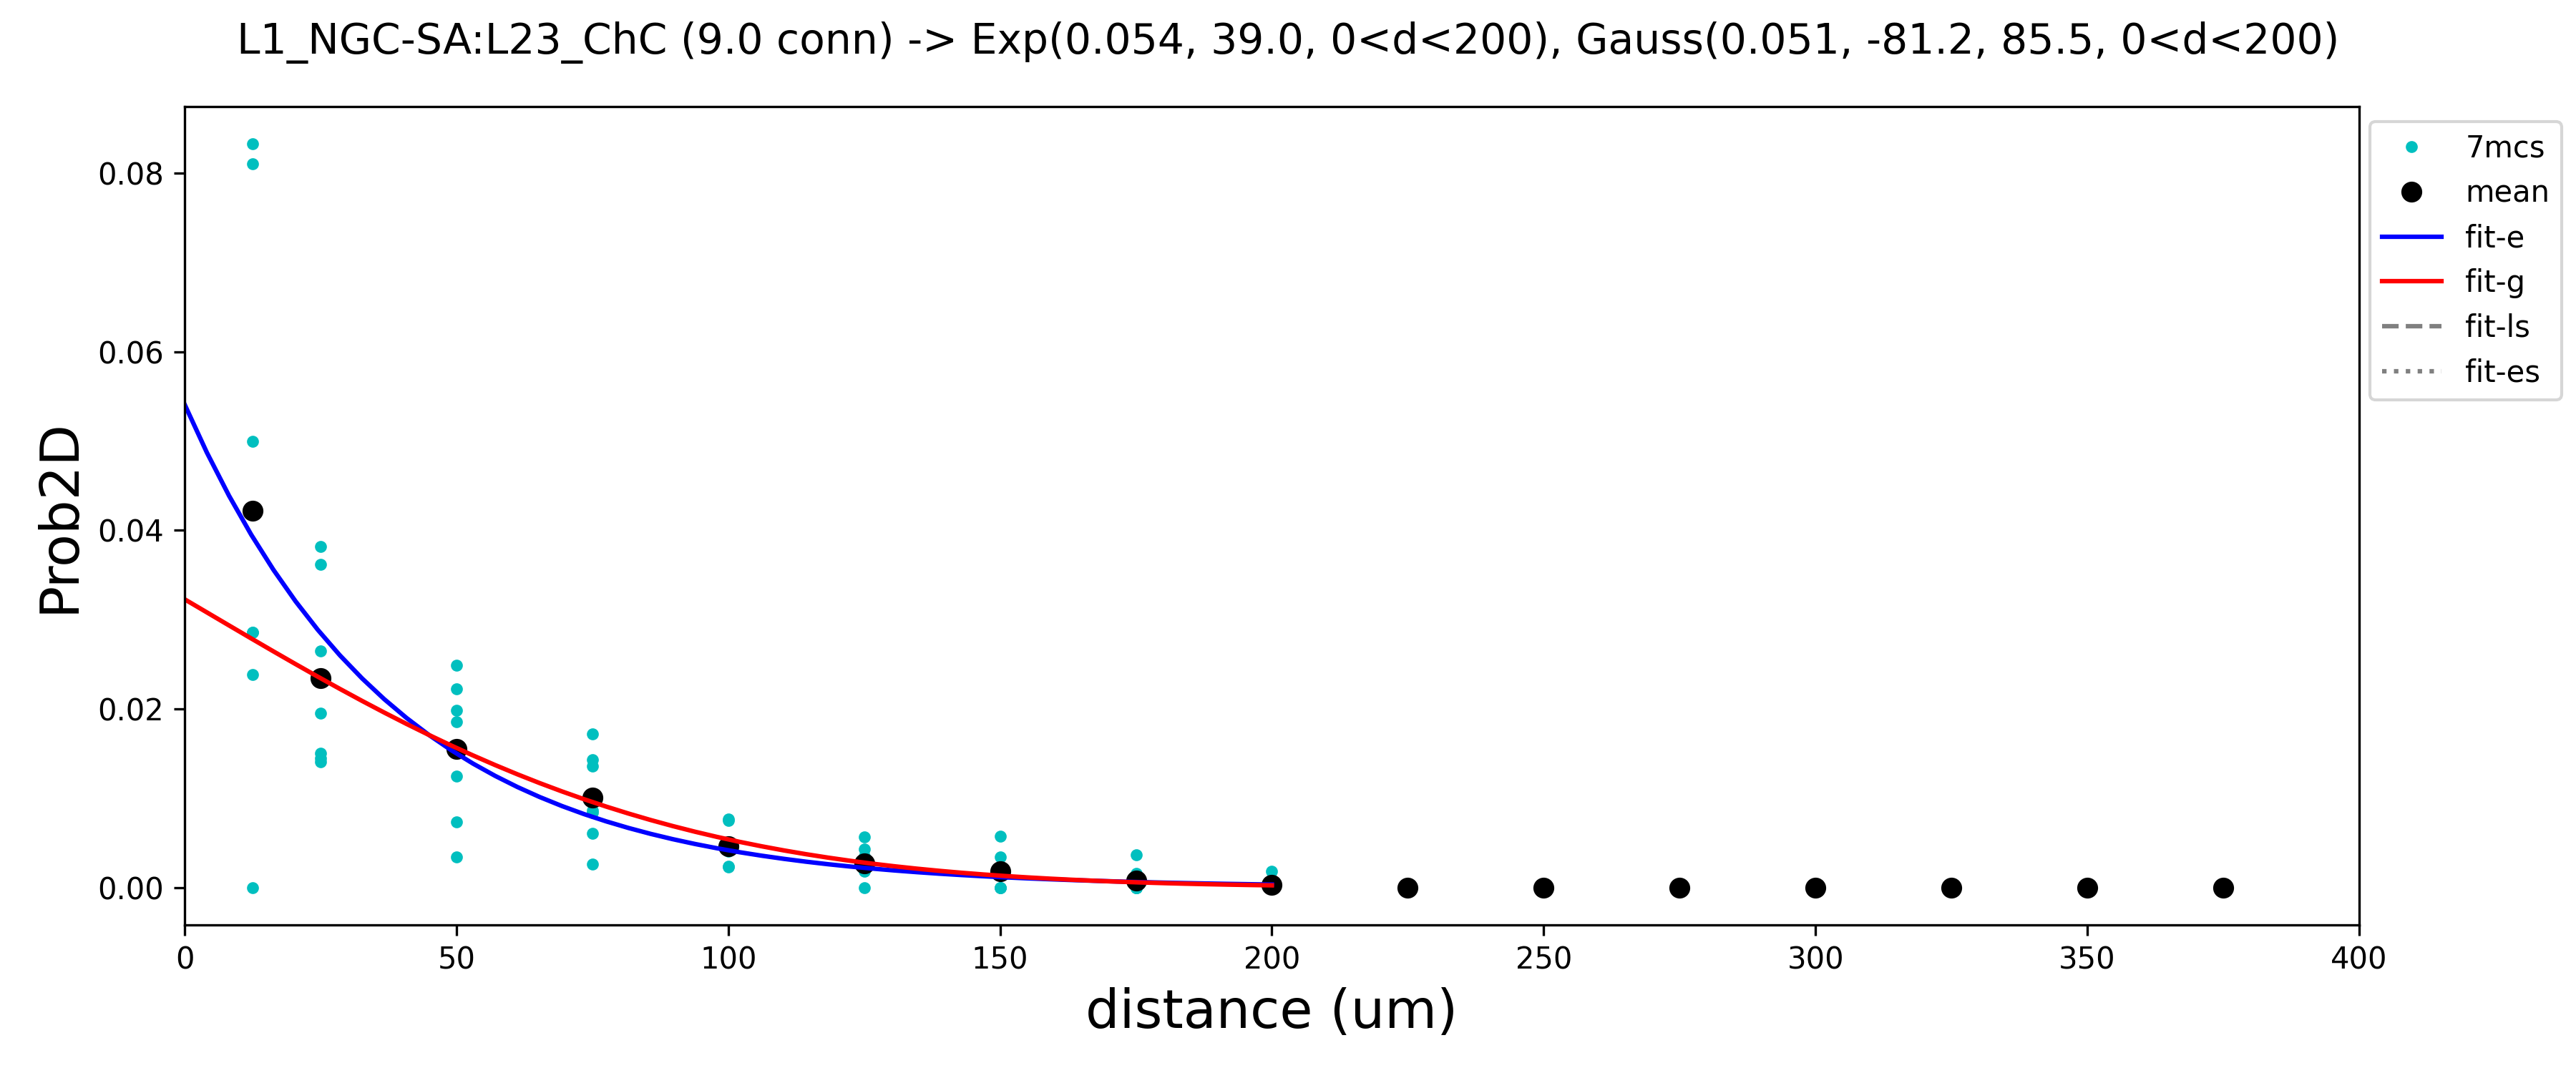 L1_NGC-SA:L23_ChC (9.0 conn) -> Exp(0.054, 39.0, 0<d<200), Gauss(0.051, -81.2, 85.5, 0<d<200)
7mcs
mean
fit-e
fit-g
fit-ls
fit-es
Prob2D
0.08
0.06
0.04
0.02
0.00
0 50 100 150 200 250 300 350 400
distance (um)